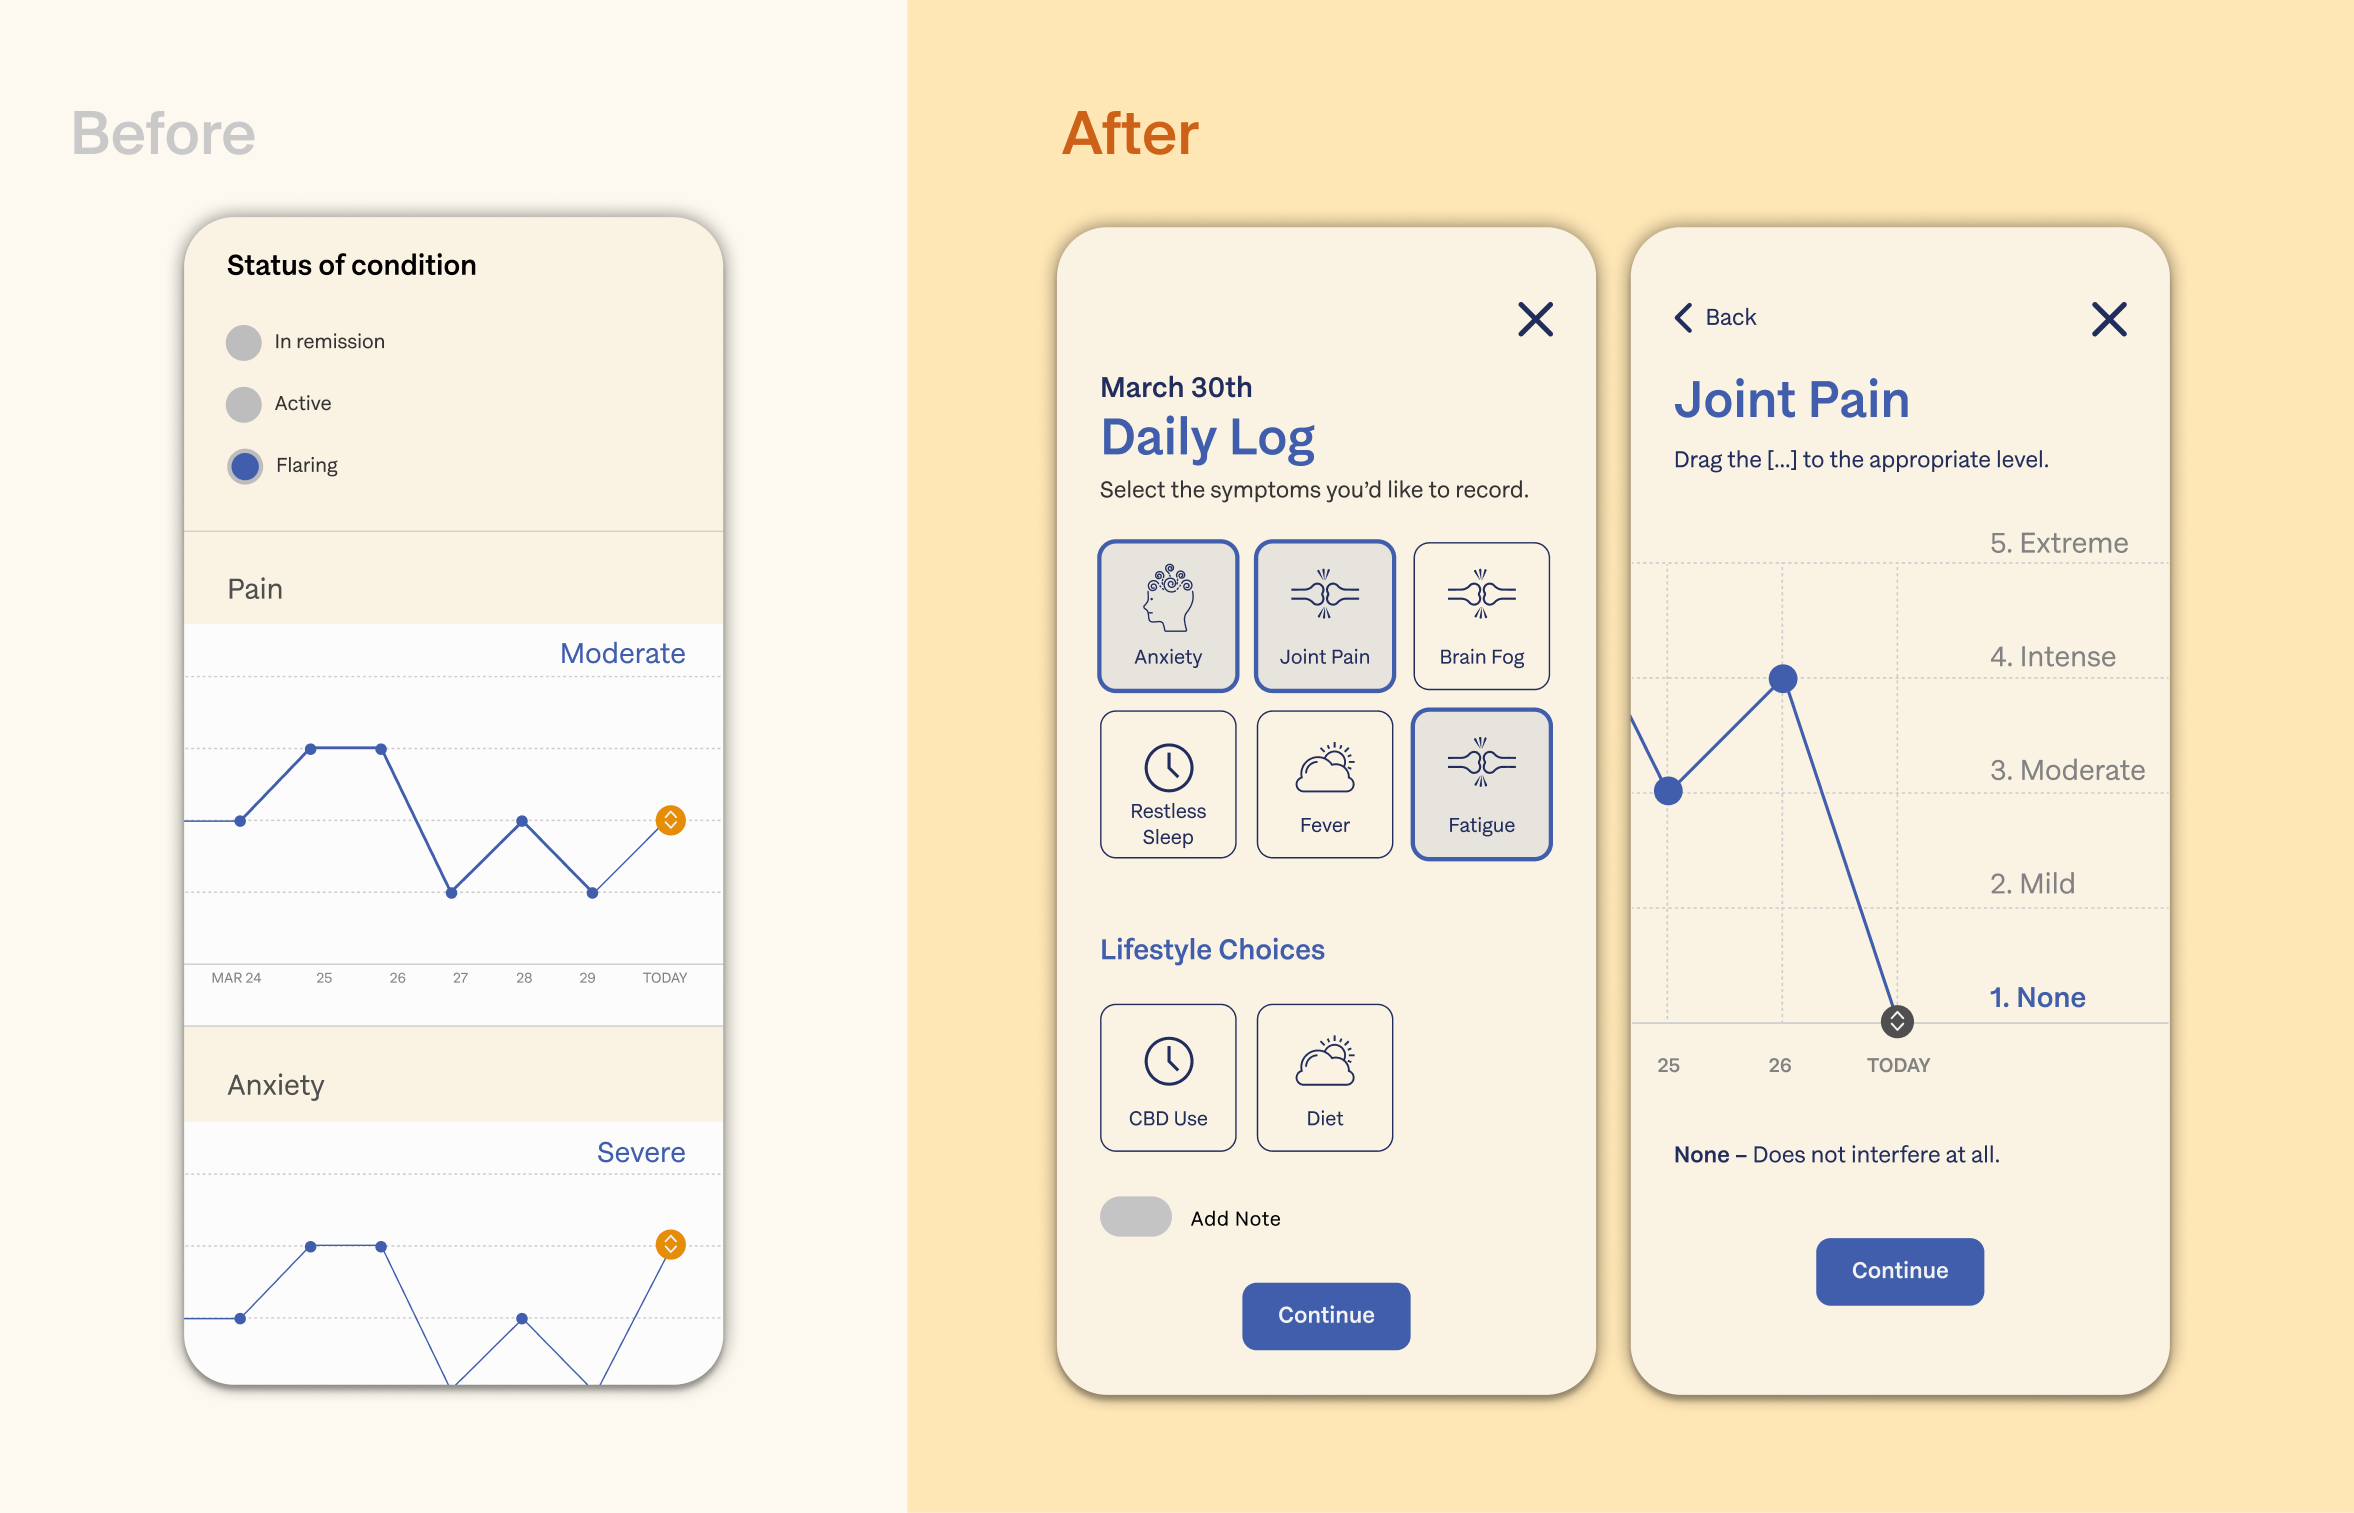 Before
Status of condition
In remission
Active
Flaring
Pain
Moderate
MAR 24 25 26 27 28 29 TODAY
Anxiety
Severe
After
March 30th
Daily Log
Select the symptoms you’d like to record.
Anxiety Joint Pain Brain Fog
Restless
Sleep
Fever
Fatigue
Lifestyle Choices
CBD Use Diet
Add Note
Continue
Back
Joint Pain
Drag the [...] to the appropriate level.
5. Extreme
4. Intense
3. Moderate
2. Mild
1. None
25 26 TODAY
None – Does not interfere at all.
Continue